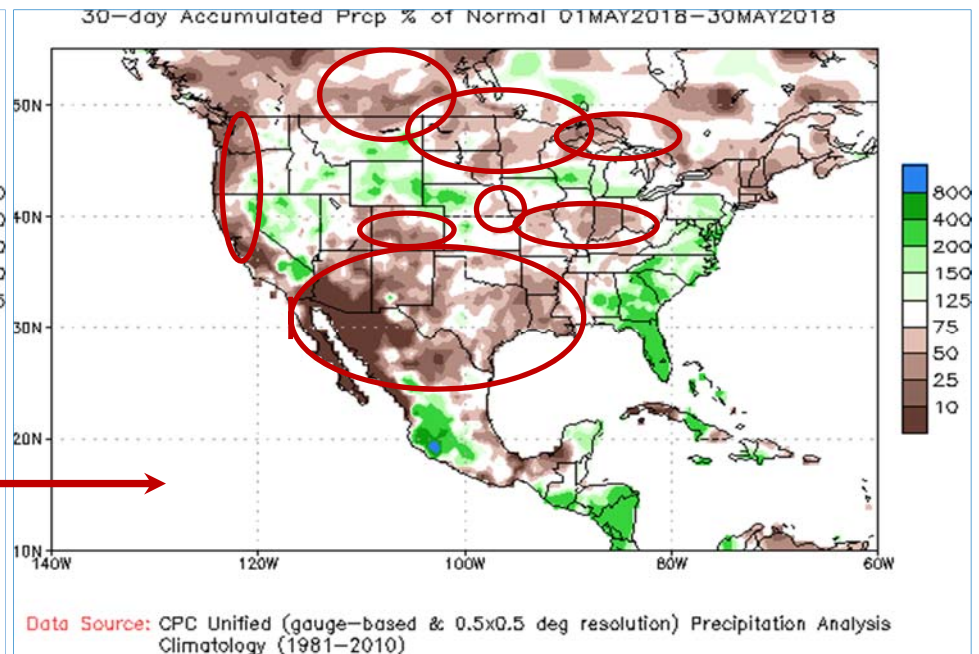 30-day Accumulated Prcp % of Normal 01MAY2018-30MAY2018
50N
40N
30N
20N
10N
140W 120W 100W 80W 60W
800
400
200
150
125
75
50
25
10
Data Source: CPC Unified (gauge-based & 0.5x0.5 deg resolution) Precipitation Analysis
Climatology (1981-2010)